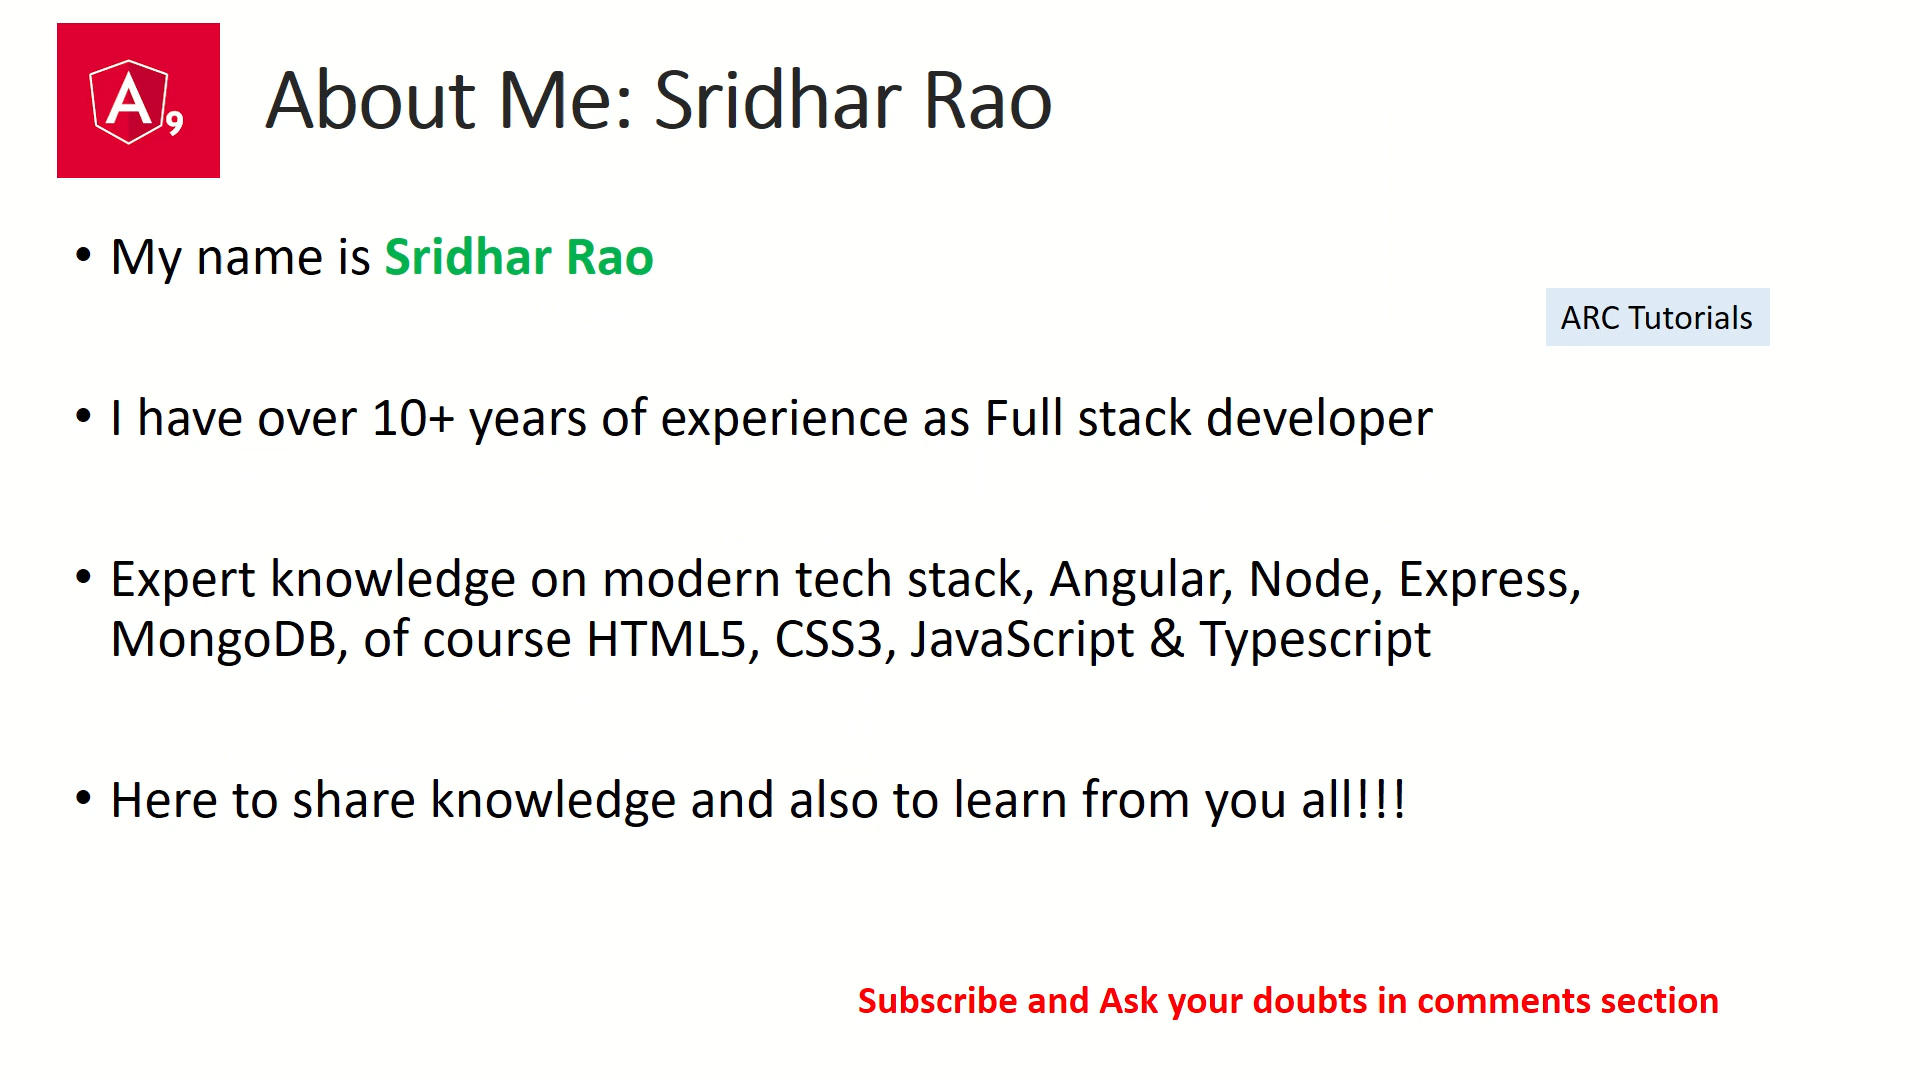 A 9
About Me: Sridhar Rao
• My name is Sridhar Rao
ARC Tutorials
• I have over 10+ years of experience as Full stack developer
• Expert knowledge on modern tech stack, Angular, Node, Express,
MongoDB, of course HTML5, CSS3, JavaScript & Typescript
• Here to share knowledge and also to learn from you all!!!
Subscribe and Ask your doubts in comments section